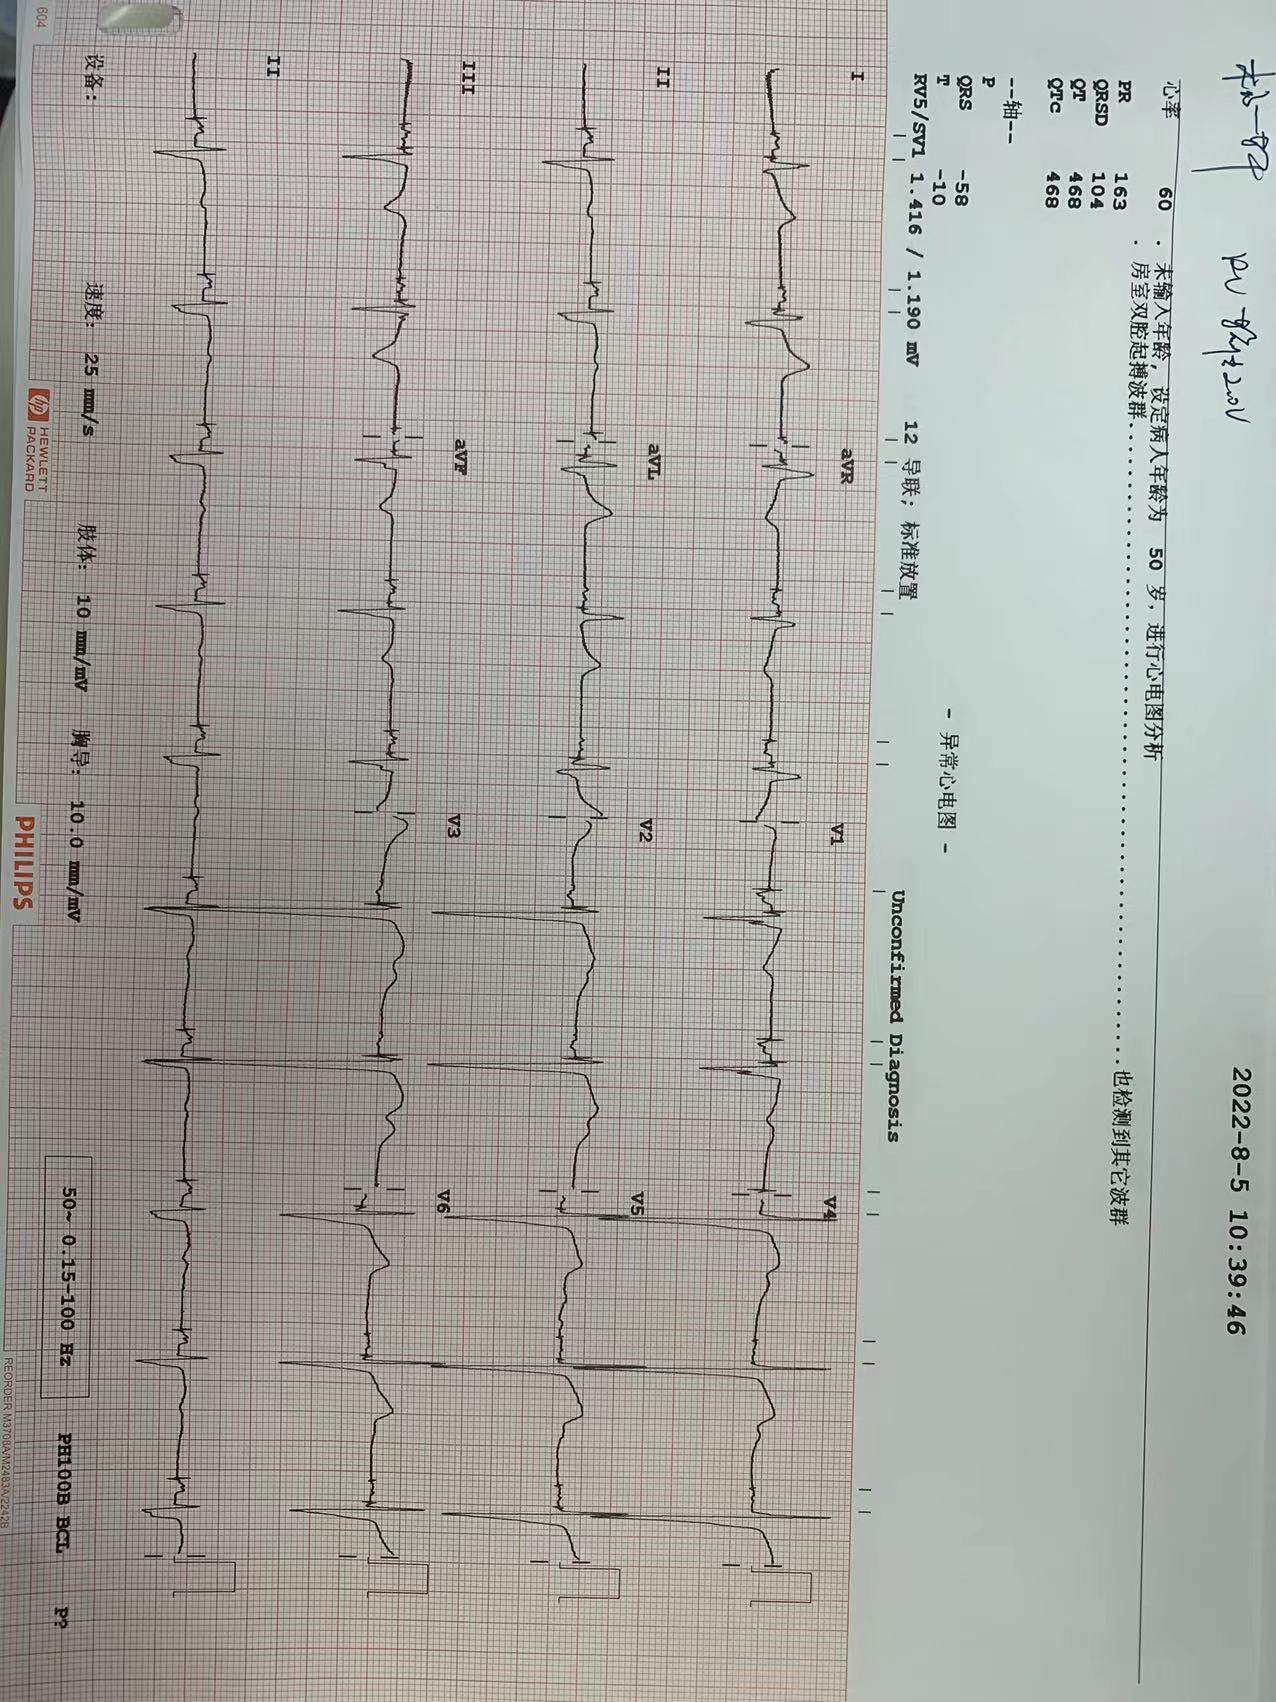 2022-8-5 10:39:46
心率 60 . 未输入年龄, 设定病人年龄为 50 岁, 进行心电图分析
. 房室双腔起搏波群........................................也检测到其它波群
PR 163
QRSD 104
QT 468
QTc 468
--轴--
P
QRS -58
T -10
RV5/SV1 1.416 / 1.190 mV
- 异常心电图 -
12 导联; 标准放置
Unconfirmed Diagnosis
I aVR V1 V4
II aVL V2 V5
III aVF V3 V6
II
设备: 速度: 25 mm/s 肢体: 10 mm/mV 胸导: 10.0 mm/mV 50~ 0.15-100 Hz PH100B BCL P?
604 HEWLETT PACKARD PHILIPS REORDER M3708A/M2483A/22428